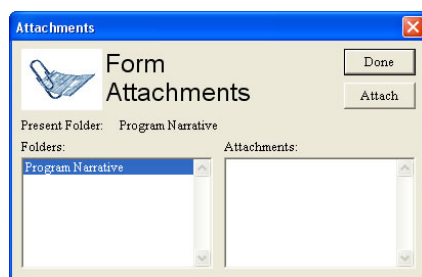 Attachments
Form
Attachments
Done
Attach
Present Folder: Program Narrative
Folders:
Attachments:
Program Narrative